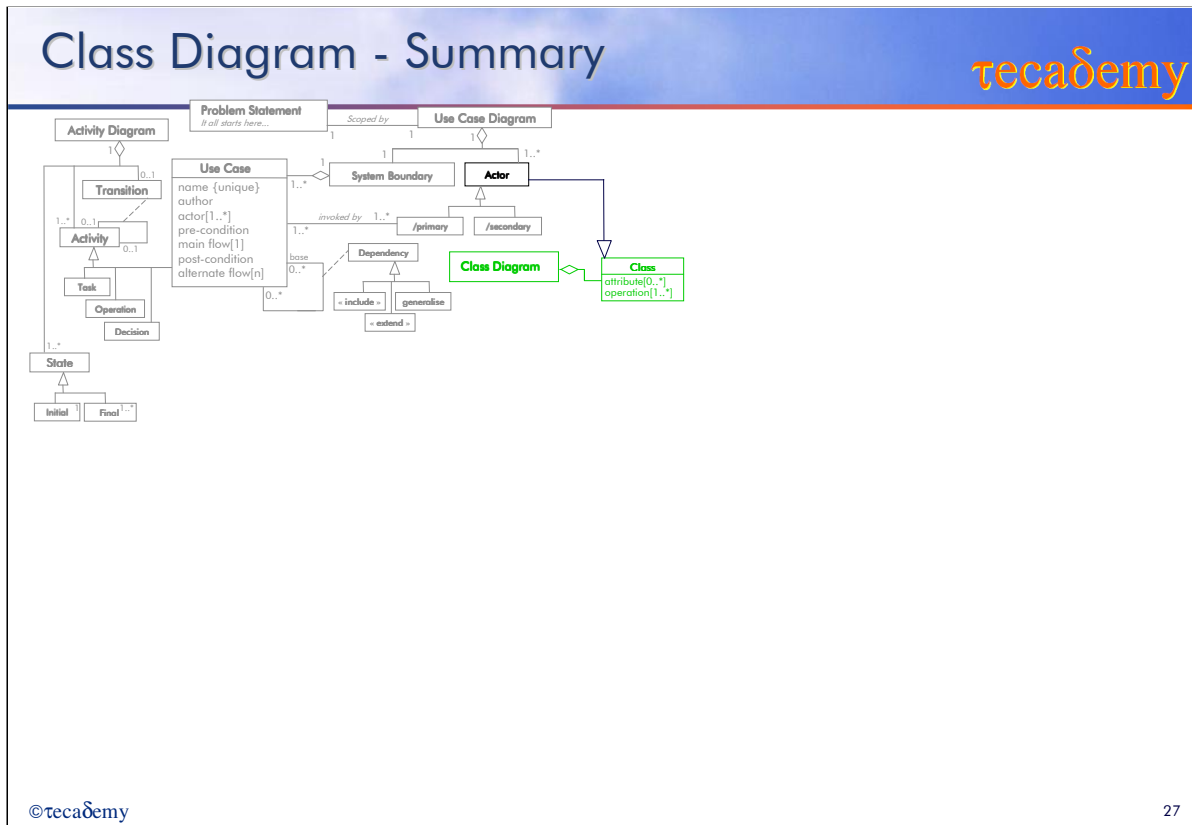 Class Diagram - Summary
τecaδemy
Problem Statement
It all starts here...
Scoped by
1
1
Use Case Diagram
Activity Diagram
1
1
1
1..*
1
0..1
Use Case
name {unique}
author
actor[1..*]
pre-condition
main flow[1]
post-condition
alternate flow[n]
1..*
System Boundary
Actor
Transition
1..*
0..1
Activity
0..1
invoked by
1..*
1..*
/primary
/secondary
base
0..*
0..*
Dependency
« include »
generalise
« extend »
Class Diagram
Class
attribute[0..*]
operation[1..*]
Task
Operation
Decision
1..*
State
Initial
1
Final
1..*
©τecaδemy
27